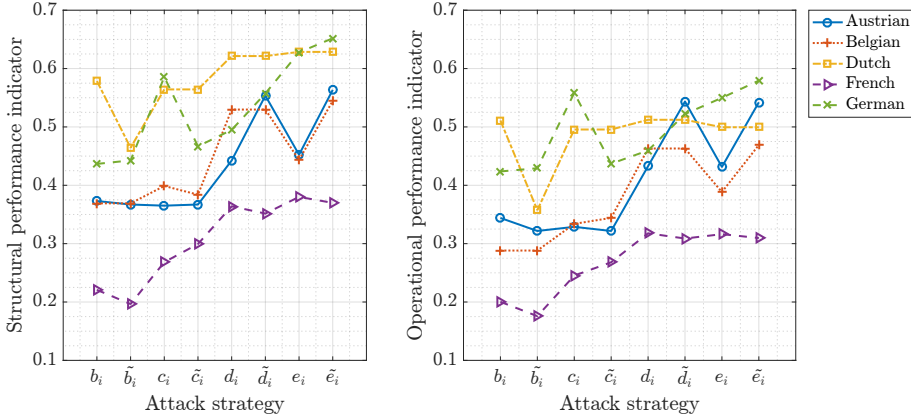 Structural performance indicator
0.7
0.6
0.5
0.4
0.3
0.2
0.1
b_i b̃_i c_i c̃_i d_i d̃_i e_i ẽ_i
Attack strategy
Operational performance indicator
0.7
0.6
0.5
0.4
0.3
0.2
0.1
b_i b̃_i c_i c̃_i d_i d̃_i e_i ẽ_i
Attack strategy
Austrian
Belgian
Dutch
French
German